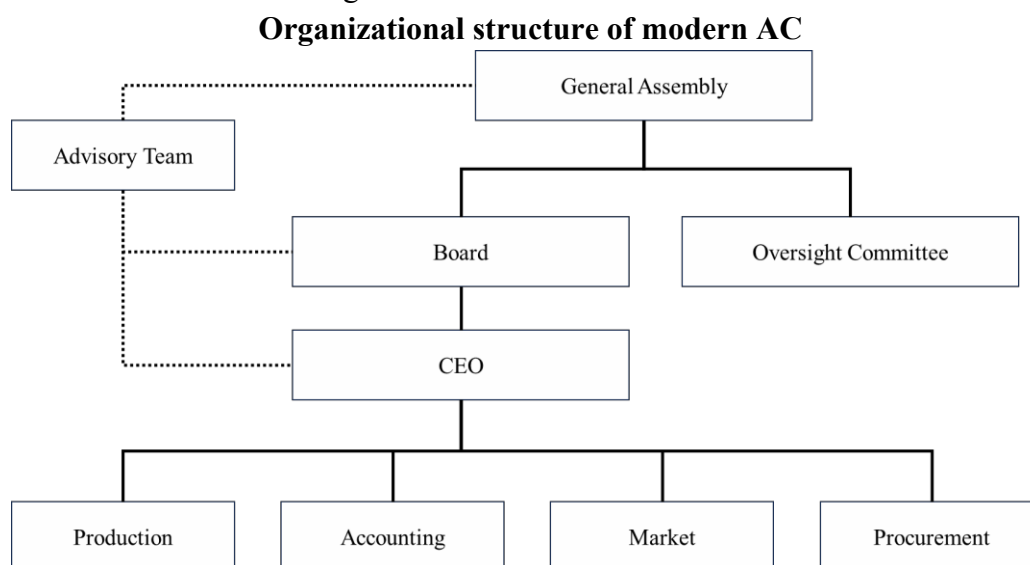 Organizational structure of modern AC
General Assembly
Advisory Team
Board
Oversight Committee
CEO
Production
Accounting
Market
Procurement